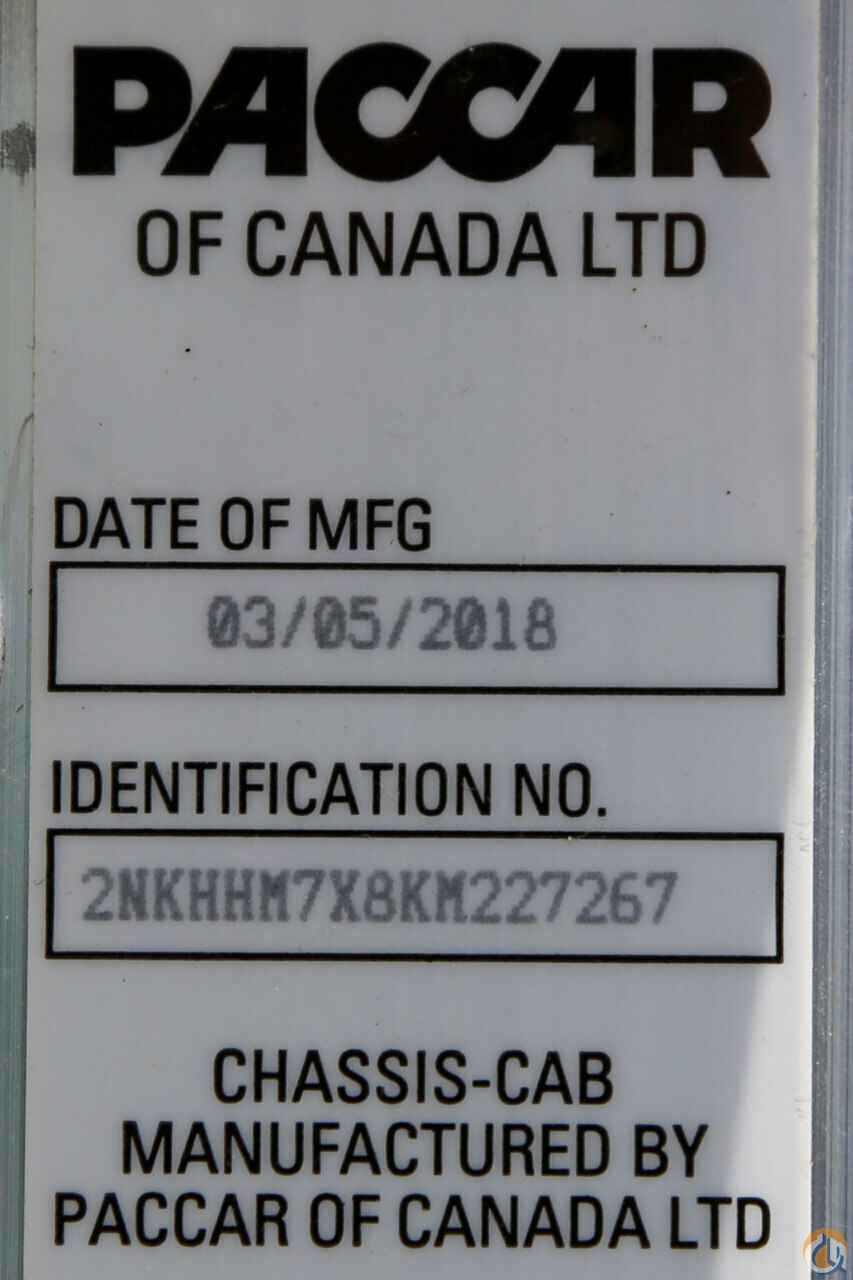 PACCAR
OF CANADA LTD
DATE OF MFG
03/05/2018
IDENTIFICATION NO.
2NKHHM7X8KM227267
CHASSIS-CAB
MANUFACTURED BY
PACCAR OF CANADA LTD